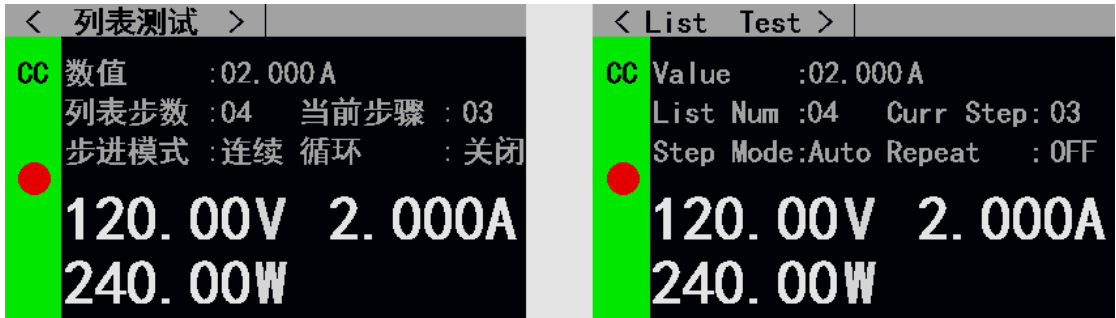 < 列表测试 >
CC 数值 :02.000A
列表步数 :04 当前步骤 : 03
步进模式 :连续 循环 : 关闭
120.00V 2.000A
240.00W
< List Test >
CC Value :02.000A
List Num :04 Curr Step: 03
Step Mode:Auto Repeat : OFF
120.00V 2.000A
240.00W